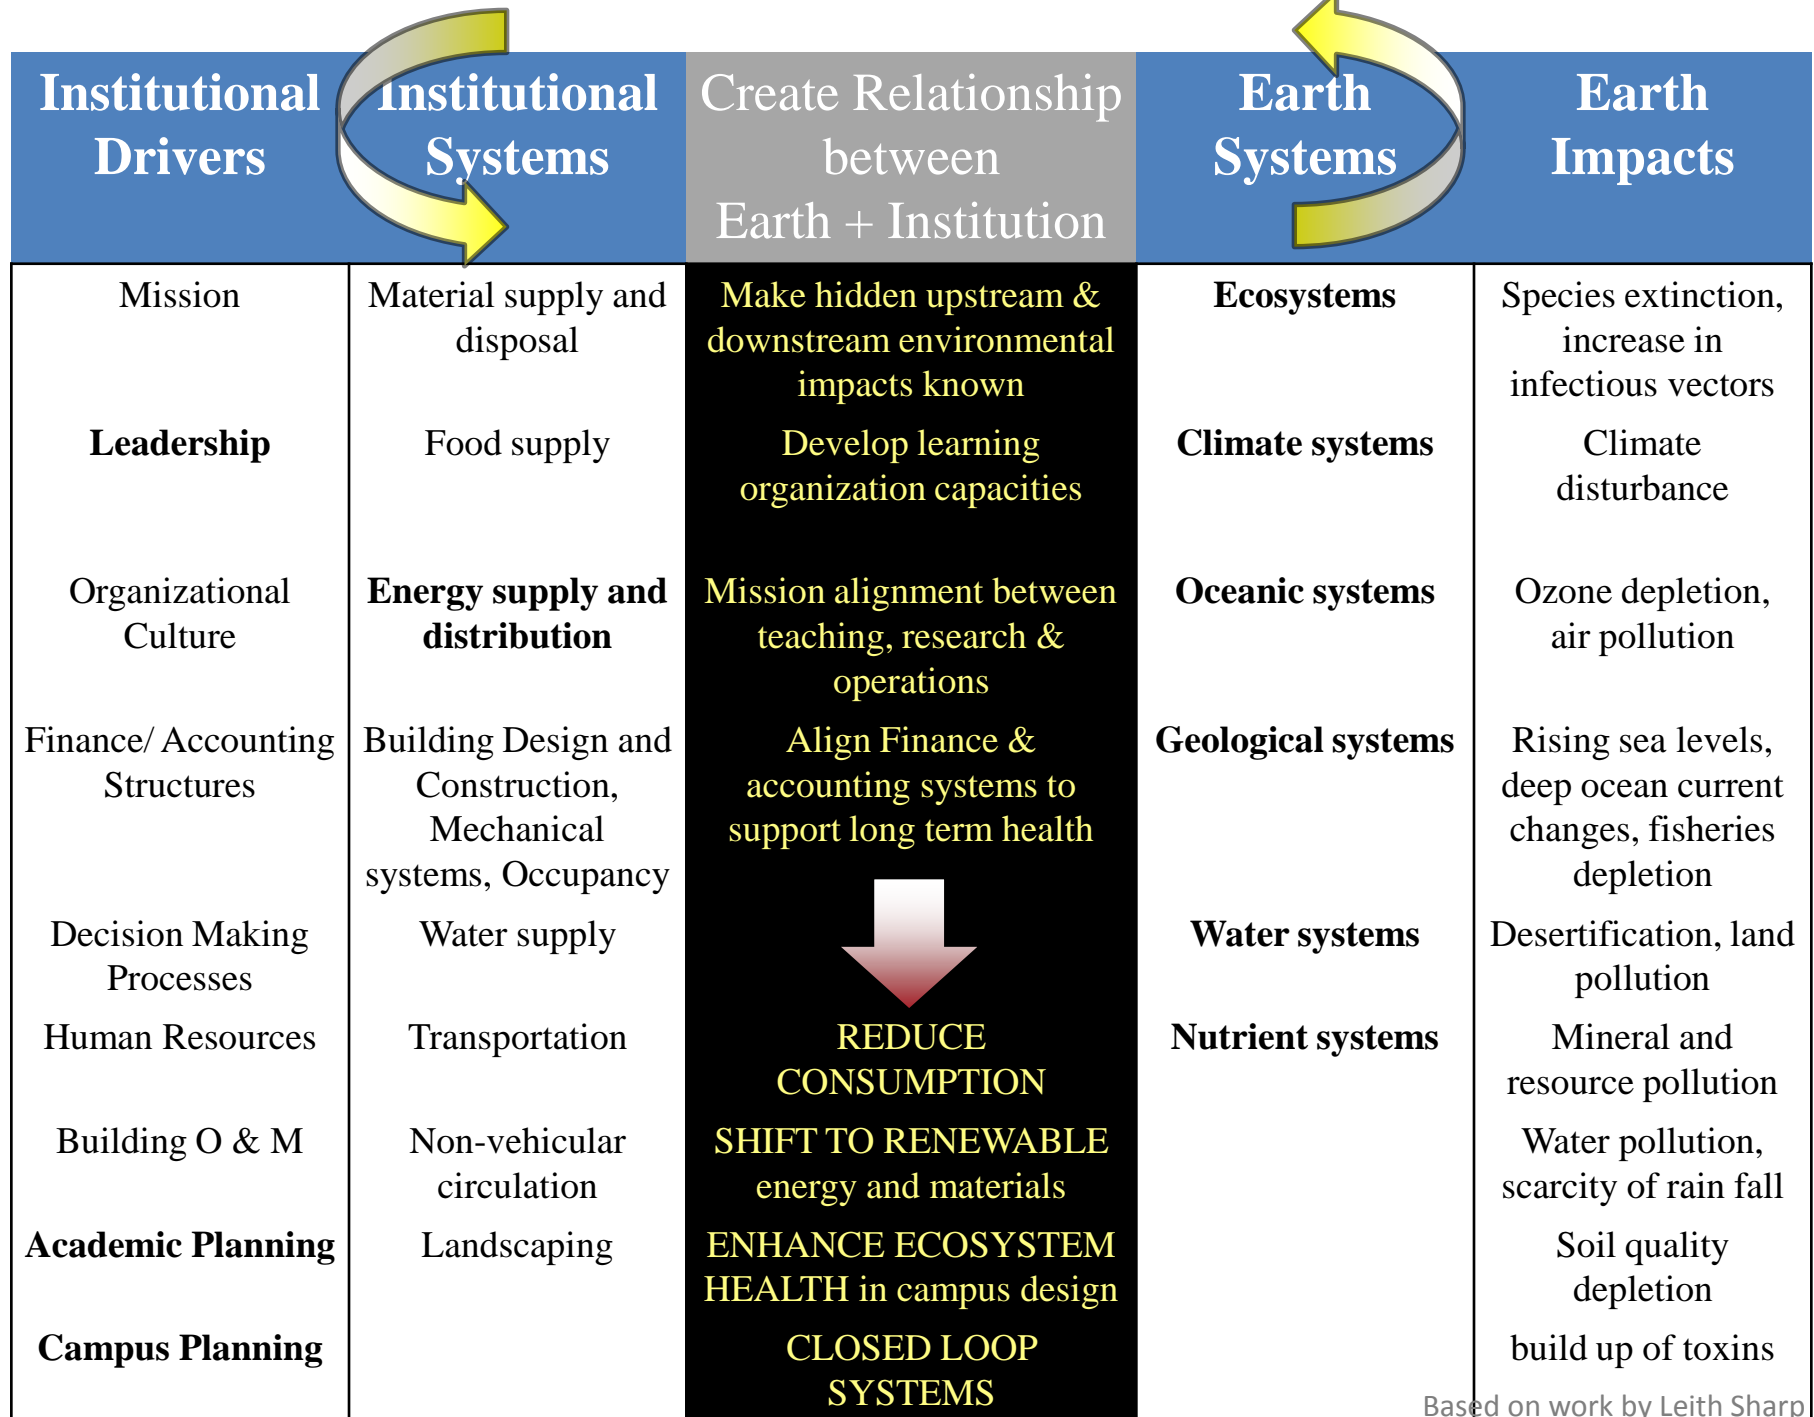 Institutional
Drivers
Institutional
Systems
Create Relationship
between
Earth + Institution
Earth
Systems
Earth
Impacts
Mission
Material supply and
disposal
Make hidden upstream &
downstream environmental
impacts known
Ecosystems
Species extinction,
increase in
infectious vectors
Leadership
Food supply
Develop learning
organization capacities
Climate systems
Climate
disturbance
Organizational
Culture
Energy supply and
distribution
Mission alignment between
teaching, research &
operations
Oceanic systems
Ozone depletion,
air pollution
Finance/ Accounting
Structures
Building Design and
Construction,
Mechanical
systems, Occupancy
Align Finance &
accounting systems to
support long term health
Geological systems
Rising sea levels,
deep ocean current
changes, fisheries
depletion
Decision Making
Processes
Water supply
Water systems
Desertification, land
pollution
Human Resources
Transportation
REDUCE
CONSUMPTION
Nutrient systems
Mineral and
resource pollution
Building O & M
Non-vehicular
circulation
SHIFT TO RENEWABLE
energy and materials
Water pollution,
scarcity of rain fall
Academic Planning
Landscaping
ENHANCE ECOSYSTEM
HEALTH in campus design
Soil quality
depletion
Campus Planning
CLOSED LOOP
SYSTEMS
build up of toxins
Based on work by Leith Sharp